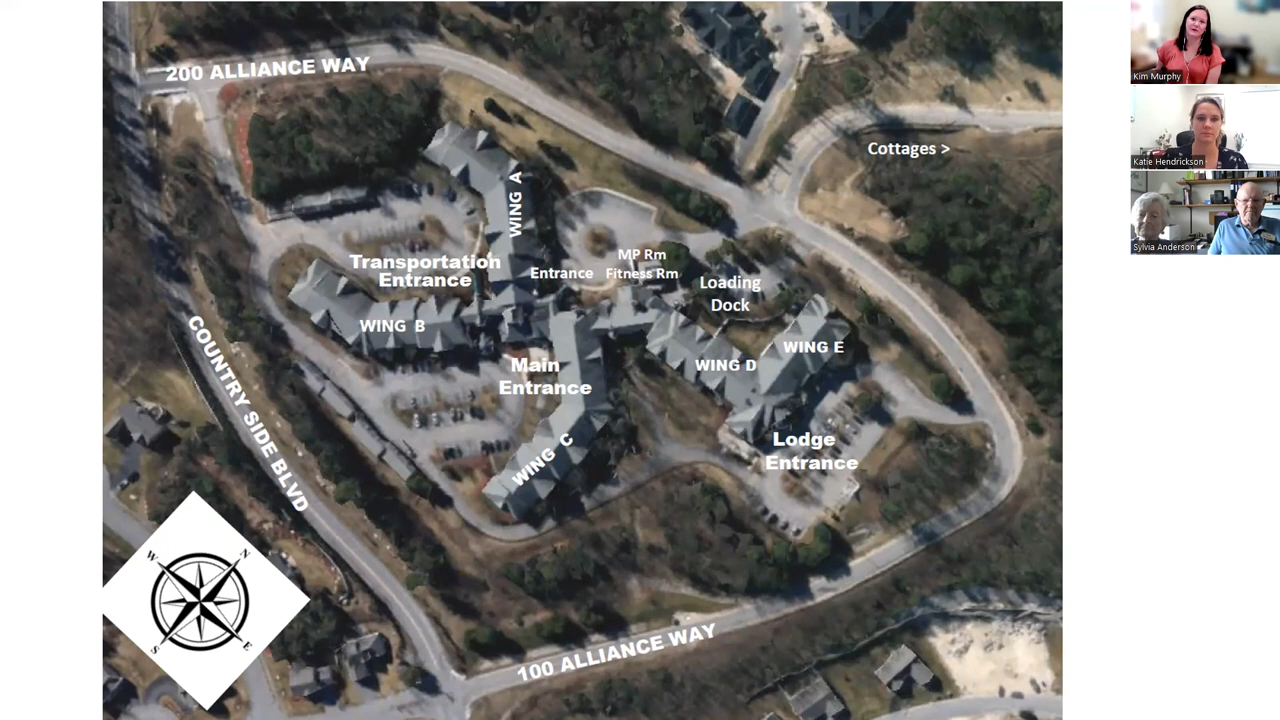 200 ALLIANCE WAY
Cottages >
WING A
MP Rm
Entrance
Fitness Rm
Transportation
Entrance
Loading
Dock
WING B
WING E
Main
Entrance
WING D
COUNTRY SIDE BLVD
WING C
Lodge
Entrance
W
N
S
E
100 ALLIANCE WAY
Kim Murphy
Katie Hendrickson
Sylvia Anderson